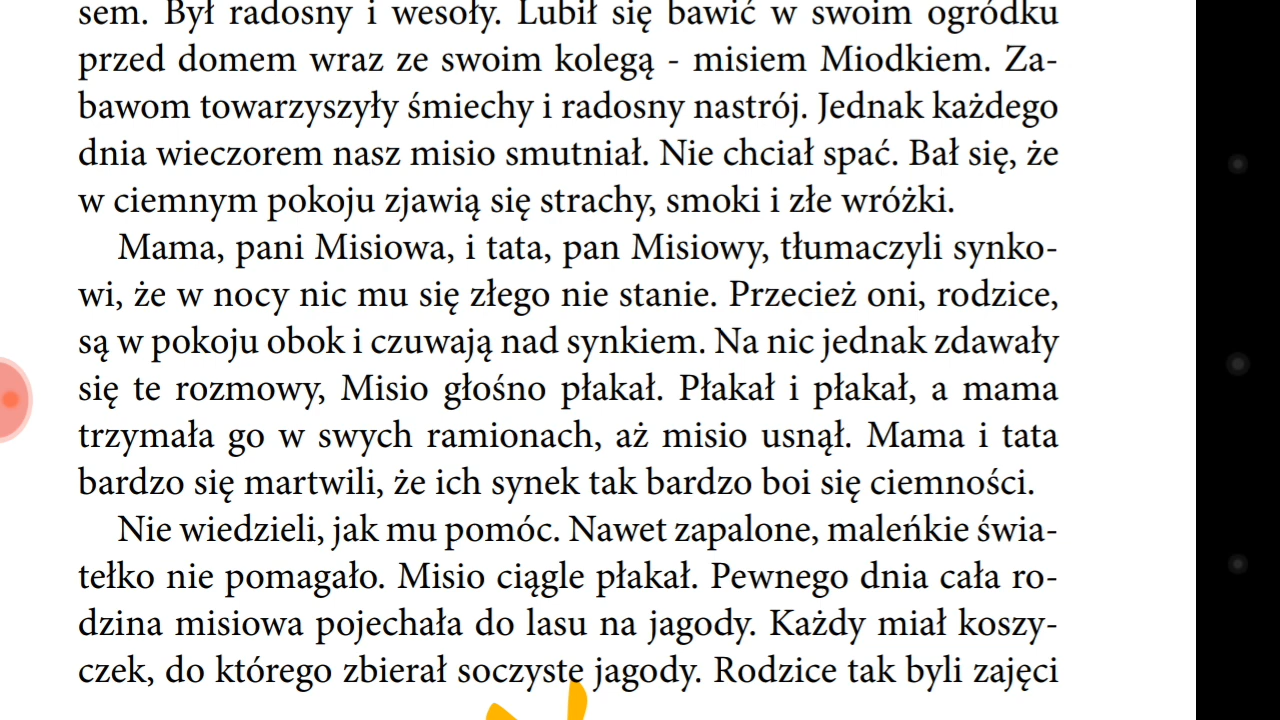 sem. Był radosny i wesoły. Lubił się bawić w swoim ogródku
przed domem wraz ze swoim kolegą - misiem Miodkiem. Za-
bawom towarzyszyły śmiechy i radosny nastrój. Jednak każdego
dnia wieczorem nasz misio smutniał. Nie chciał spać. Bał się, że
w ciemnym pokoju zjawią się strachy, smoki i złe wróżki.
Mama, pani Misiowa, i tata, pan Misiowy, tłumaczyli synko-
wi, że w nocy nic mu się złego nie stanie. Przecież oni, rodzice,
są w pokoju obok i czuwają nad synkiem. Na nic jednak zdawały
się te rozmowy, Misio głośno płakał. Płakał i płakał, a mama
trzymała go w swych ramionach, aż misio usnął. Mama i tata
bardzo się martwili, że ich synek tak bardzo boi się ciemności.
Nie wiedzieli, jak mu pomóc. Nawet zapalone, maleńkie świa-
tełko nie pomagało. Misio ciągle płakał. Pewnego dnia cała ro-
dzina misiowa pojechała do lasu na jagody. Każdy miał koszy-
czek, do którego zbierał soczyste jagody. Rodzice tak byli zajęci